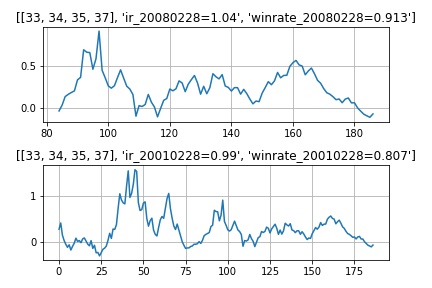 [[33, 34, 35, 37], 'ir_20080228=1.04', 'winrate_20080228=0.913']
0.5
0.0
80 100 120 140 160 180
[[33, 34, 35, 37], 'ir_20010228=0.99', 'winrate_20010228=0.807']
1
0
0 25 50 75 100 125 150 175